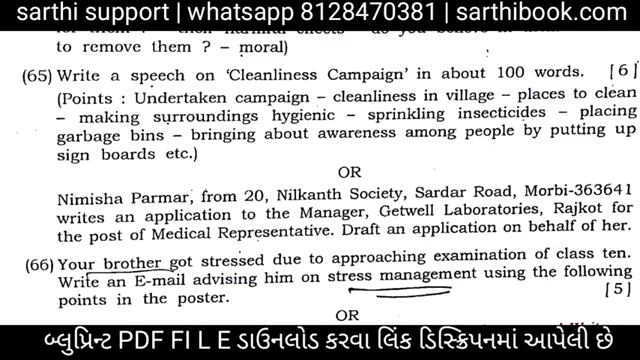 sarthi support | whatsapp 8128470381 | sarthibook.com
to remove them ? – moral)
(65) Write a speech on ‘Cleanliness Campaign’ in about 100 words. [6]
(Points : Undertaken campaign – cleanliness in village – places to clean
– making surroundings hygienic – sprinkling insecticides – placing
garbage bins – bringing about awareness among people by putting up
sign boards etc.)
OR
Nimisha Parmar, from 20, Nilkanth Society, Sardar Road, Morbi-363641
writes an application to the Manager, Getwell Laboratories, Rajkot for
the post of Medical Representative. Draft an application on behalf of her.
(66) Your brother got stressed due to approaching examination of class ten.
Write an E-mail advising him on stress management using the following
points in the poster. [5]
OR
બ્લુપ્રિન્ટ PDF FI L E ડાઉનલોડ કરવા લિંક ડિસ્ક્રિપનમાં આપેલી છે